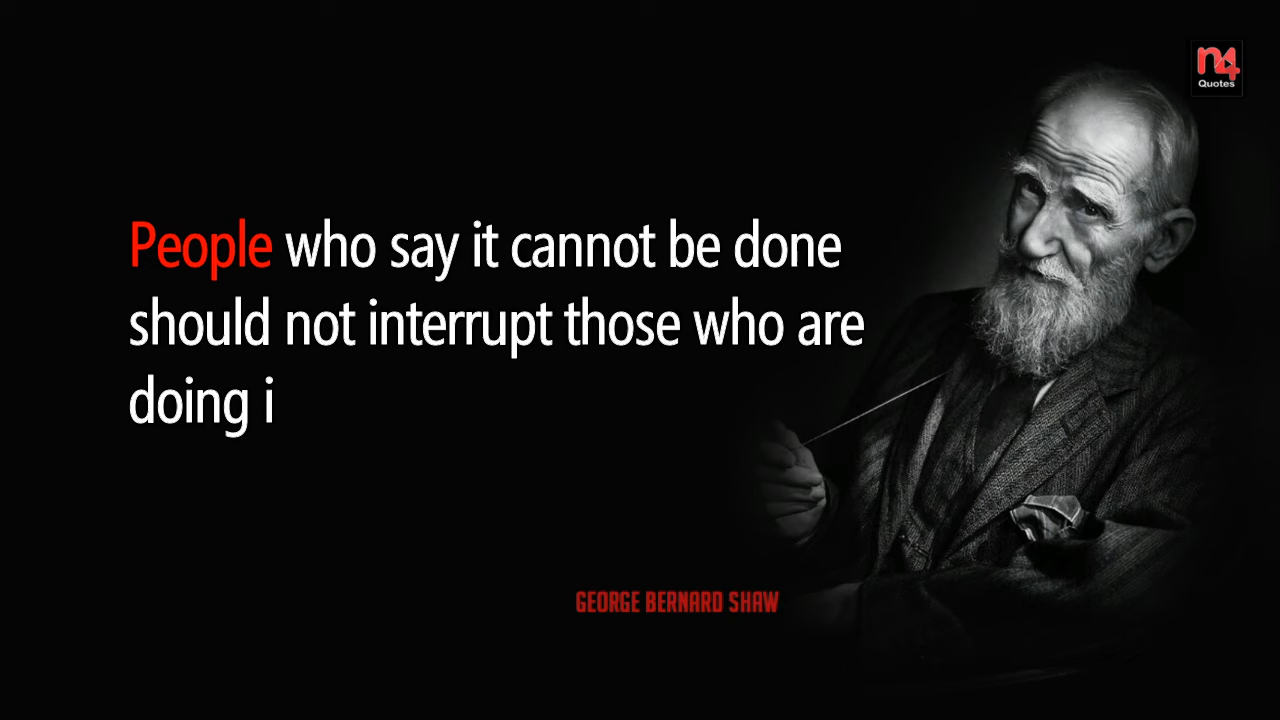 n4
Quotes
People who say it cannot be done
should not interrupt those who are
doing i
GEORGE BERNARD SHAW